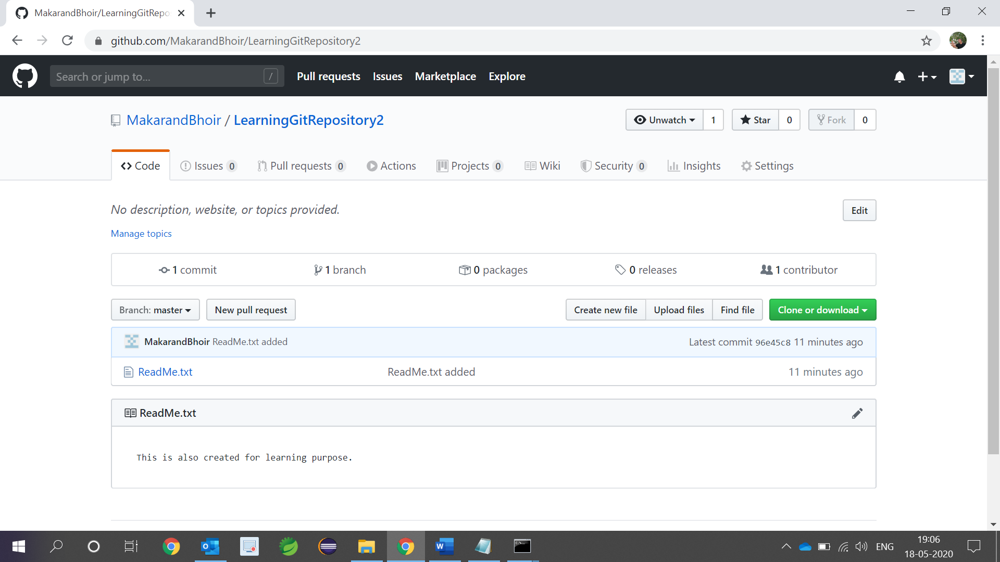 MakarandBhoir/LearningGitRepo
github.com/MakarandBhoir/LearningGitRepository2
Search or jump to... /
Pull requests Issues Marketplace Explore
MakarandBhoir / LearningGitRepository2
Unwatch 1 Star 0 Fork 0
Code Issues 0 Pull requests 0 Actions Projects 0 Wiki Security 0 Insights Settings
No description, website, or topics provided.
Edit
Manage topics
1 commit 1 branch 0 packages 0 releases 1 contributor
Branch: master New pull request Create new file Upload files Find file Clone or download
MakarandBhoir ReadMe.txt added Latest commit 96e45c8 11 minutes ago
ReadMe.txt ReadMe.txt added 11 minutes ago
ReadMe.txt
This is also created for learning purpose.
ENG
19:06
18-05-2020